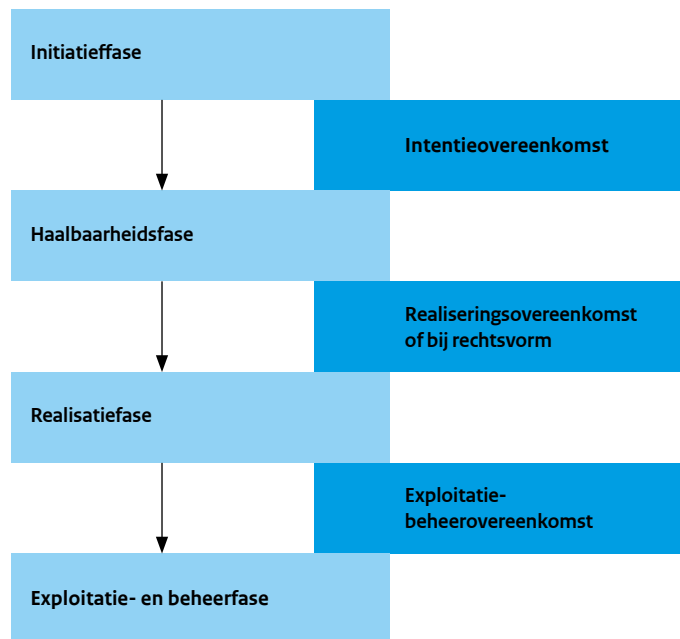 Initiatieffase
Intentieovereenkomst
Haalbaarheidsfase
Realiseringsovereenkomst
of bij rechtsvorm
Realisatiefase
Exploitatie-
beheerovereenkomst
Exploitatie- en beheerfase